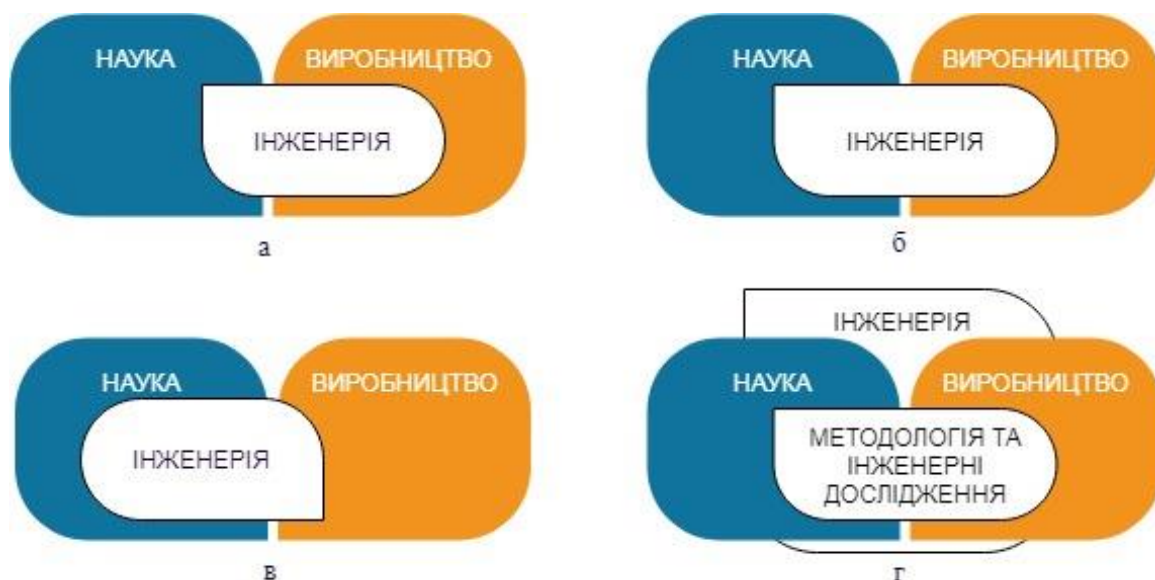 НАУКА
ВИРОБНИЦТВО
ІНЖЕНЕРІЯ
а
НАУКА
ВИРОБНИЦТВО
ІНЖЕНЕРІЯ
б
НАУКА
ВИРОБНИЦТВО
ІНЖЕНЕРІЯ
в
ІНЖЕНЕРІЯ
НАУКА
ВИРОБНИЦТВО
МЕТОДОЛОГІЯ ТА
ІНЖЕНЕРНІ
ДОСЛІДЖЕННЯ
г